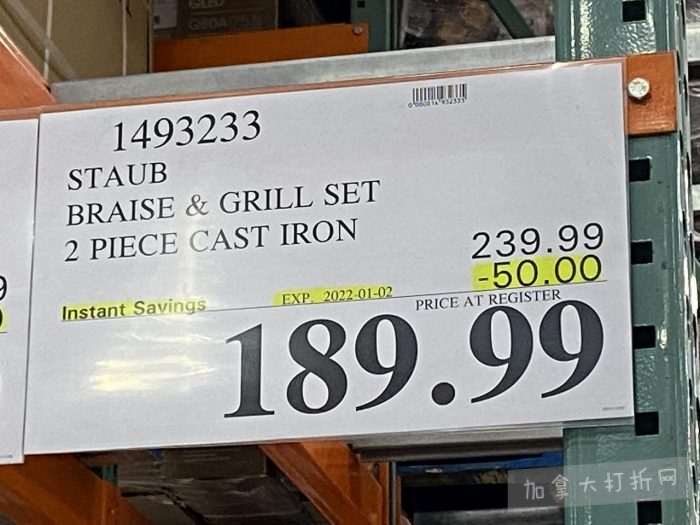 1493233
STAUB
BRAISE & GRILL SET
2 PIECE CAST IRON
239.99
-50.00
Instant Savings EXP. 2022-01-02 PRICE AT REGISTER
189.99
加拿大打折网